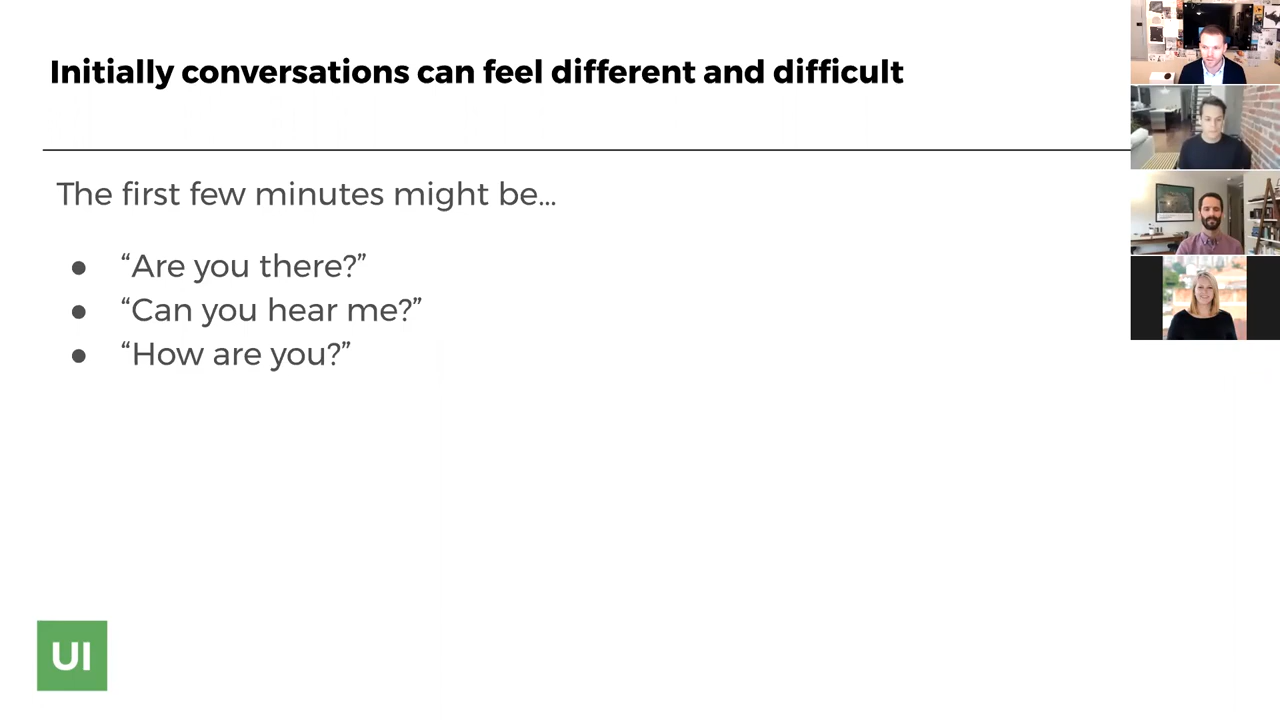 Initially conversations can feel different and difficult
The first few minutes might be...
● “Are you there?”
● “Can you hear me?”
● “How are you?”
UI